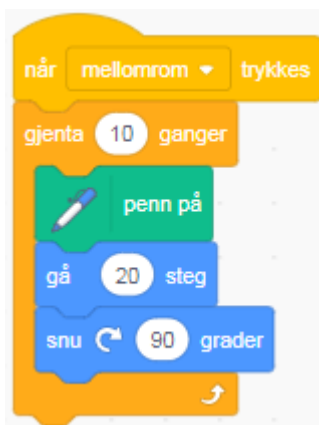 når mellomrom trykkes
gjenta 10 ganger
penn på
gå 20 steg
snu 90 grader